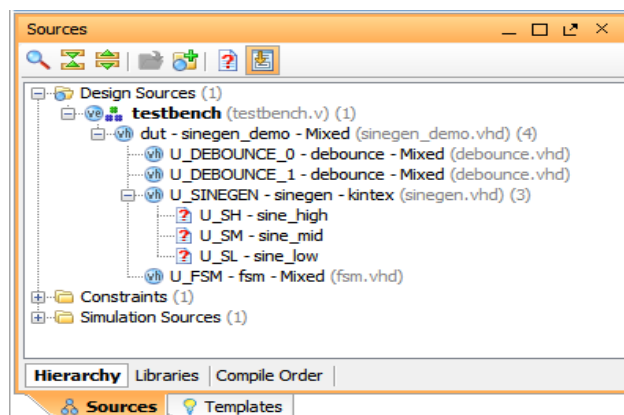 Sources
Design Sources (1)
testbench (testbench.v) (1)
dut - sinegen_demo - Mixed (sinegen_demo.vhd) (4)
U_DEBOUNCE_0 - debounce - Mixed (debounce.vhd)
U_DEBOUNCE_1 - debounce - Mixed (debounce.vhd)
U_SINEGEN - sinegen - kintex (sinegen.vhd) (3)
U_SH - sine_high
U_SM - sine_mid
U_SL - sine_low
U_FSM - fsm - Mixed (fsm.vhd)
Constraints (1)
Simulation Sources (1)
Hierarchy Libraries Compile Order
Sources Templates